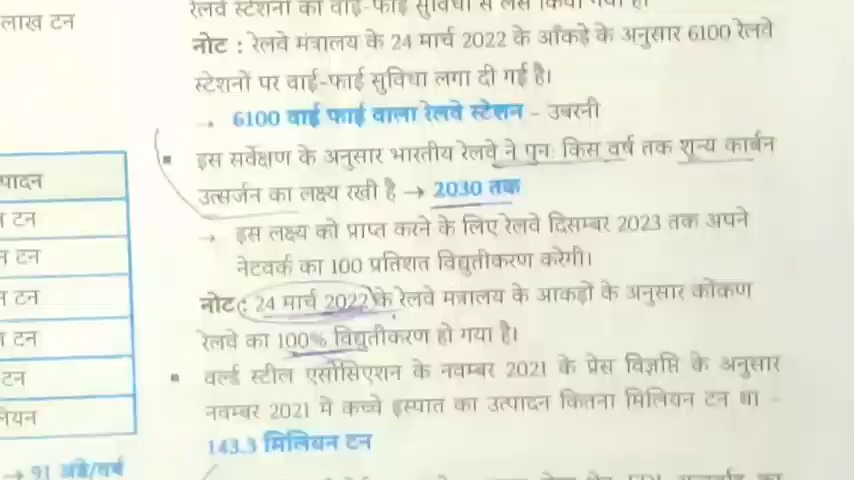 लाख टन
रेलवे स्टेशनों को वाई-फाई सुविधा से लैस किया गया है।
नोट : रेलवे मंत्रालय के 24 मार्च 2022 के आँकड़े के अनुसार 6100 रेलवे
स्टेशनों पर वाई-फाई सुविधा लगा दी गई है।
→ 6100 वाई फाई वाला रेलवे स्टेशन - उबरनी
▪ इस सर्वेक्षण के अनुसार भारतीय रेलवे ने पुनः किस वर्ष तक शून्य कार्बन
उत्सर्जन का लक्ष्य रखी है → 2030 तक
→ इस लक्ष्य को प्राप्त करने के लिए रेलवे दिसम्बर 2023 तक अपने
नेटवर्क का 100 प्रतिशत विद्युतीकरण करेगी।
नोट : 24 मार्च 2022 के रेलवे मंत्रालय के आकड़ों के अनुसार कोंकण
रेलवे का 100% विद्युतीकरण हो गया है।
▪ वर्ल्ड स्टील एसोसिएशन के नवम्बर 2021 के प्रेस विज्ञप्ति के अनुसार
नवम्बर 2021 में कच्चे इस्पात का उत्पादन कितना मिलियन टन था -
143.3 मिलियन टन
पादन
टन
टन
टन
टन
टन
लियन
→ 91 अंडे/वर्ष